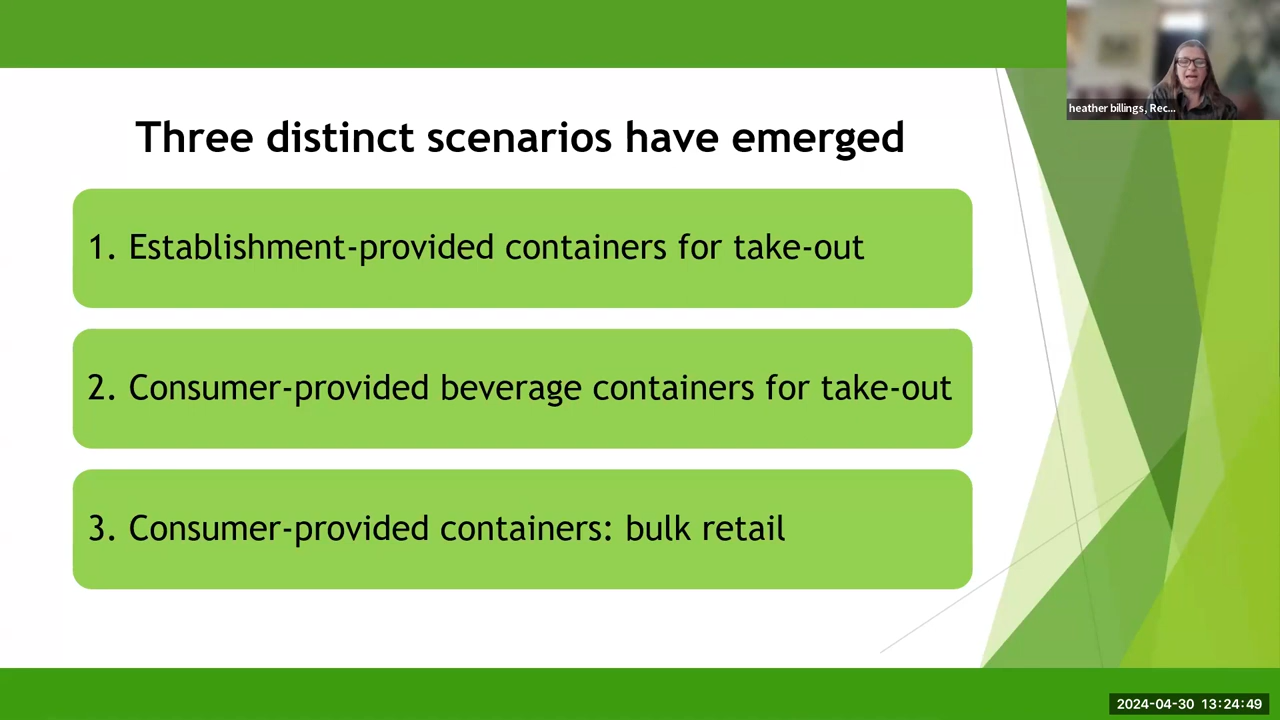 heather billings, Rec...
Three distinct scenarios have emerged
1. Establishment-provided containers for take-out
2. Consumer-provided beverage containers for take-out
3. Consumer-provided containers: bulk retail
2024-04-30 13:24:49